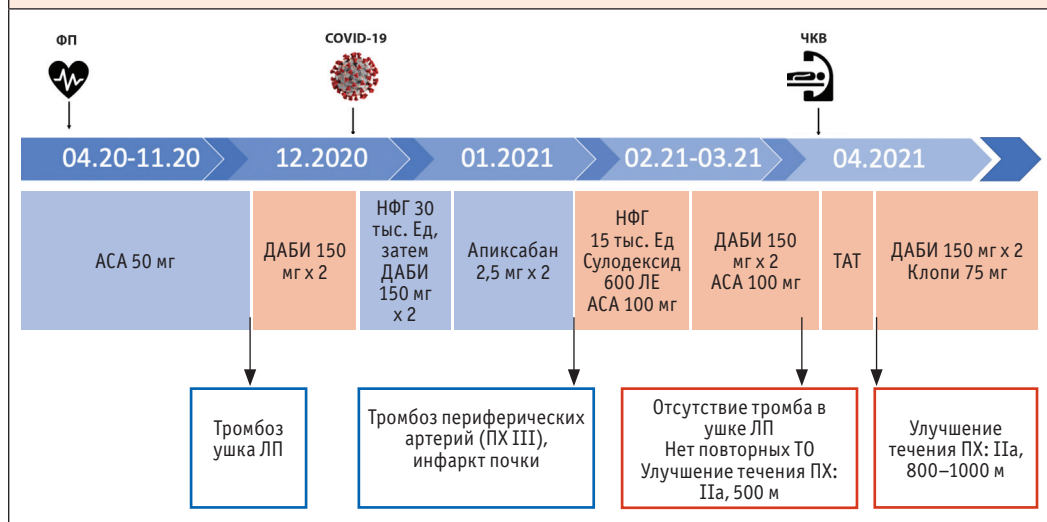 ФП
COVID-19
ЧКВ
04.20-11.20
12.2020
01.2021
02.21-03.21
04.2021
АСА 50 мг
ДАБИ 150
мг х 2
НФГ 30
тыс. Ед,
затем
ДАБИ
150 мг
х 2
Апиксабан
2,5 мг х 2
НФГ
15 тыс. Ед
Сулодексид
600 ЛЕ
АСА 100 мг
ДАБИ 150
мг х 2
АСА 100 мг
ТАТ
ДАБИ 150 мг х 2
Клопи 75 мг
Тромбоз
ушка ЛП
Тромбоз периферических
артерий (ПХ III),
инфаркт почки
Отсутствие тромба в
ушке ЛП
Нет повторных ТО
Улучшение течения ПХ:
IIa, 500 м
Улучшение
течения ПХ: IIa,
800–1000 м